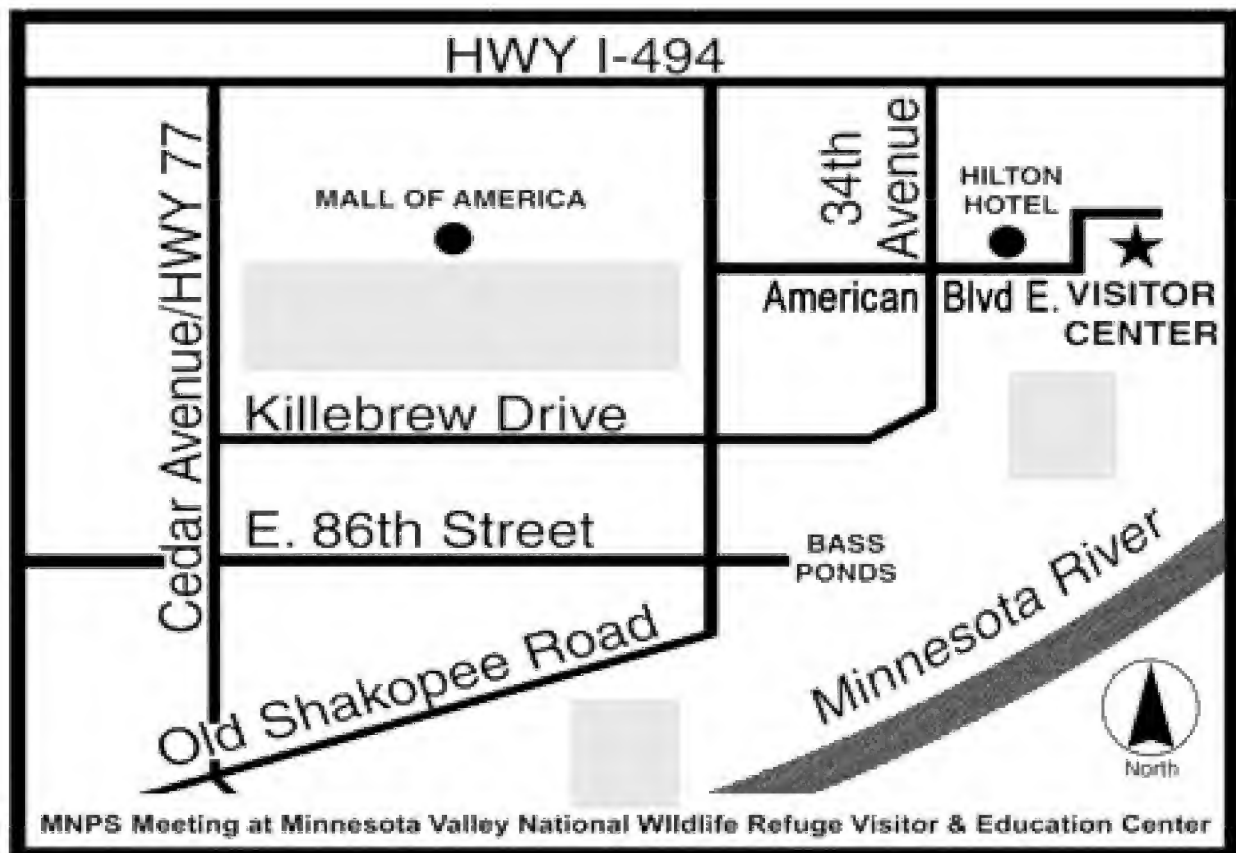 HWY I-494
Cedar Avenue/HWY 77
MALL OF AMERICA
34th
Avenue
HILTON
HOTEL
American Blvd E.
VISITOR
CENTER
Killebrew Drive
E. 86th Street
BASS
PONDS
Old Shakopee Road
Minnesota River
North
MNPS Meeting at Minnesota Valley National Wildlife Refuge Visitor & Education Center